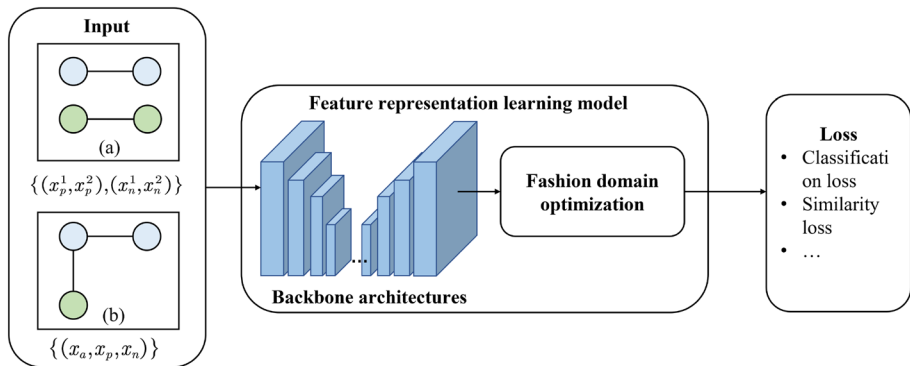 Input
(a)
{(x_p^1,x_p^2),(x_n^1,x_n^2)}
(b)
{(x_a,x_p,x_n)}
Feature representation learning model
...
Backbone architectures
Fashion domain
optimization
Loss
• Classificati
on loss
• Similarity
loss
• …